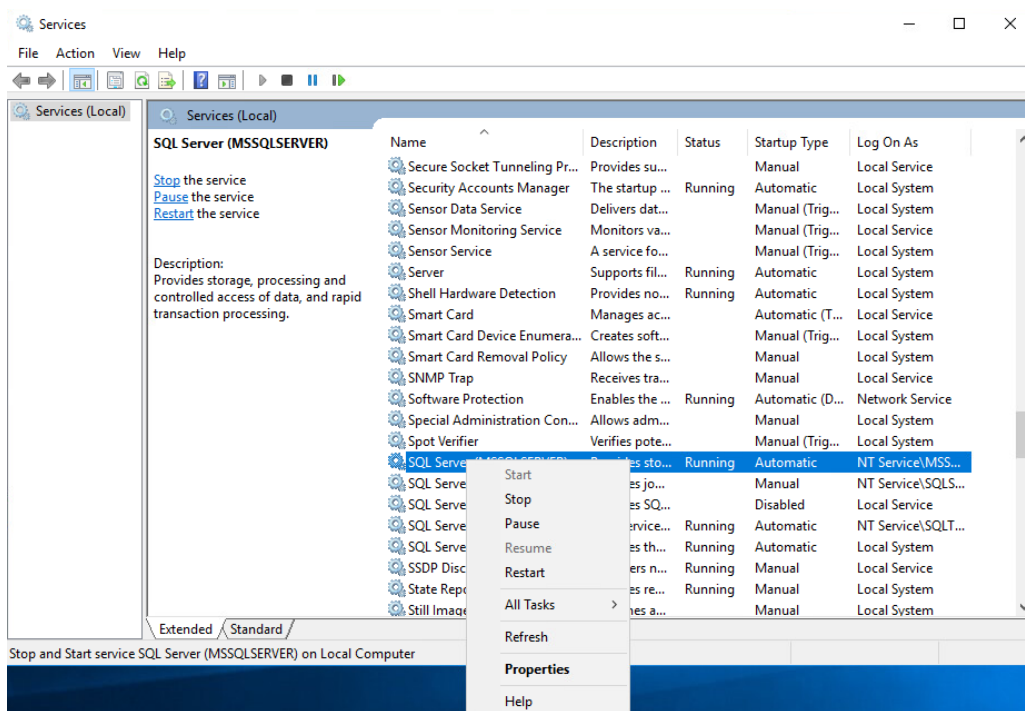 Services
File Action View Help
Services (Local)
Services (Local)
SQL Server (MSSQLSERVER)
Stop the service
Pause the service
Restart the service
Description:
Provides storage, processing and
controlled access of data, and rapid
transaction processing.
Name Description Status Startup Type Log On As
Secure Socket Tunneling Pr... Provides su... Manual Local Service
Security Accounts Manager The startup ... Running Automatic Local System
Sensor Data Service Delivers dat... Manual (Trig... Local System
Sensor Monitoring Service Monitors va... Manual (Trig... Local Service
Sensor Service A service fo... Manual (Trig... Local System
Server Supports fil... Running Automatic Local System
Shell Hardware Detection Provides no... Running Automatic Local System
Smart Card Manages ac... Automatic (T... Local Service
Smart Card Device Enumera... Creates soft... Manual (Trig... Local System
Smart Card Removal Policy Allows the s... Manual Local System
SNMP Trap Receives tra... Manual Local Service
Software Protection Enables the ... Running Automatic (D... Network Service
Special Administration Con... Allows adm... Manual Local System
Spot Verifier Verifies pote... Manual (Trig... Local System
SQL Server (MSSQLSERVER) Provides sto... Running Automatic NT Service\MSS...
SQL Serve es jo... Manual NT Service\SQLS...
SQL Serve es SQ... Disabled Local Service
SQL Serve ervice... Running Automatic NT Service\SQLT...
SQL Serve es th... Running Automatic Local System
SSDP Disc ers n... Running Manual Local Service
State Repo es re... Running Manual Local System
Still Image hes a... Manual Local System
Start
Stop
Pause
Resume
Restart
All Tasks
Refresh
Properties
Help
Extended Standard
Stop and Start service SQL Server (MSSQLSERVER) on Local Computer